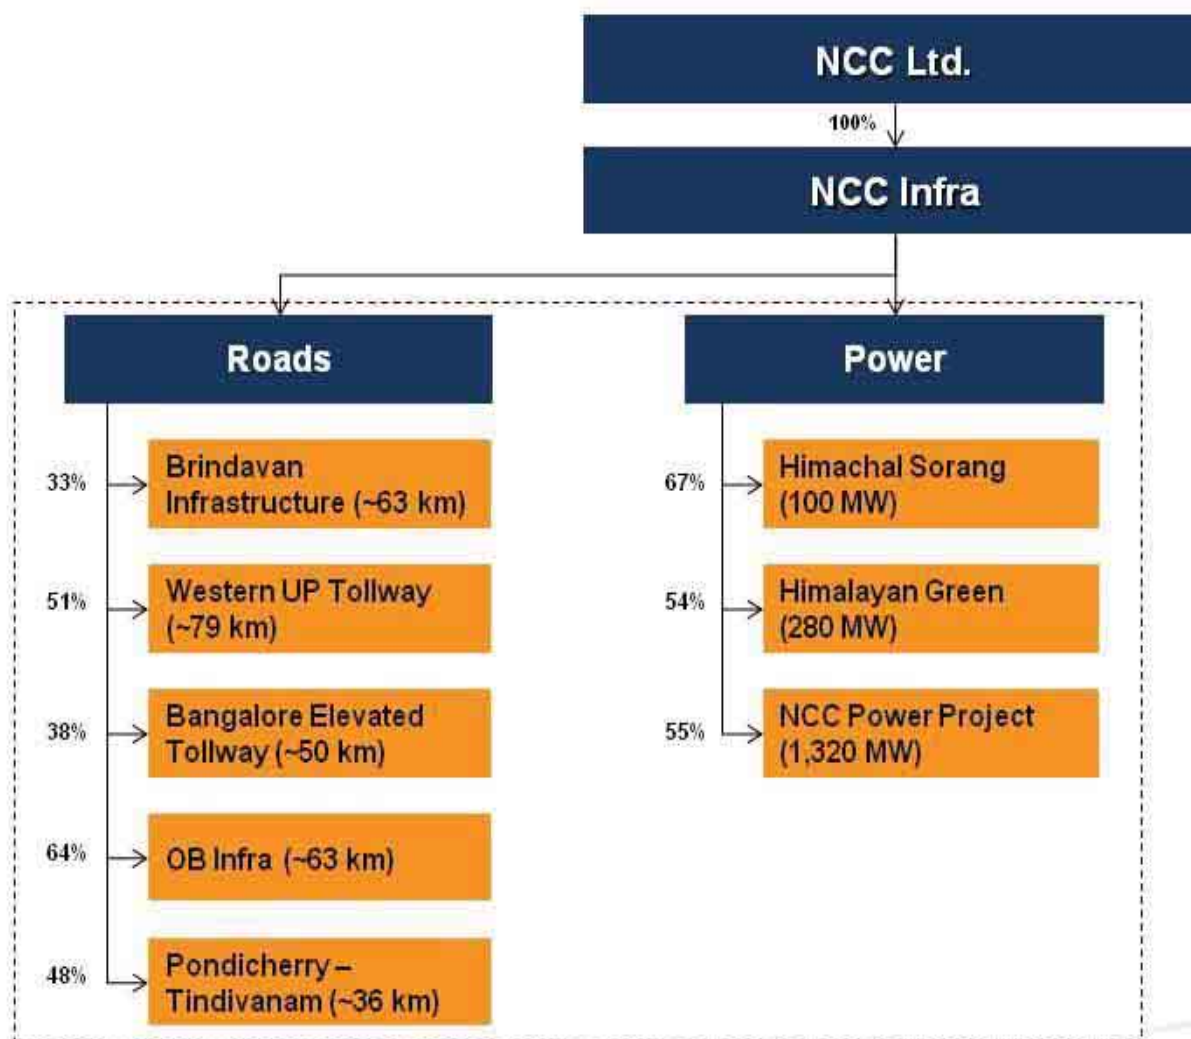 NCC Ltd.
100%
NCC Infra
Roads
33%
Brindavan
Infrastructure (~63 km)
51%
Western UP Tollway
(~79 km)
38%
Bangalore Elevated
Tollway (~50 km)
64%
OB Infra (~63 km)
48%
Pondicherry –
Tindivanam (~36 km)
Power
67%
Himachal Sorang
(100 MW)
54%
Himalayan Green
(280 MW)
55%
NCC Power Project
(1,320 MW)